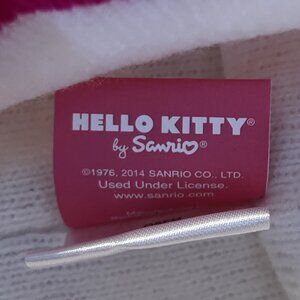 HELLO KITTY®
by Sanrio®
©1976, 2014 SANRIO CO., LTD.
Used Under License.
www.sanrio.com